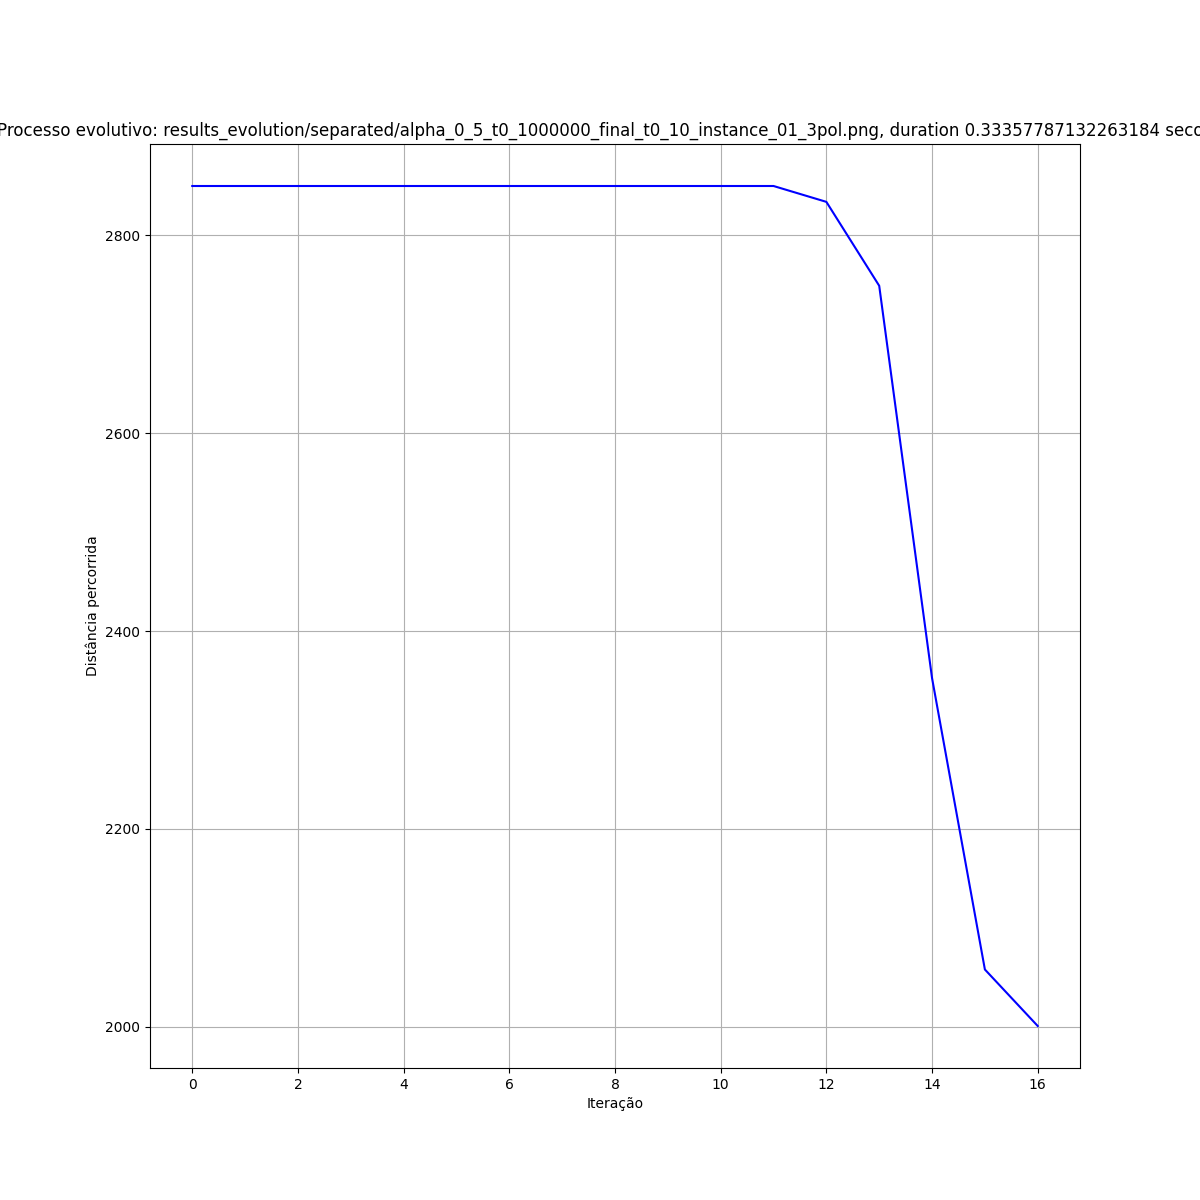 Processo evolutivo: results_evolution/separated/alpha_0_5_t0_1000000_final_t0_10_instance_01_3pol.png, duration 0.33357787132263184
2800
2600
2400
2200
2000
Distância percorrida
0 2 4 6 8 10 12 14 16
Iteração